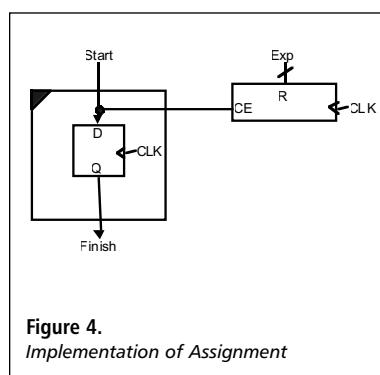 Start Exp
R
CE CLK
D
CLK
Q
Finish
Figure 4.
Implementation of Assignment